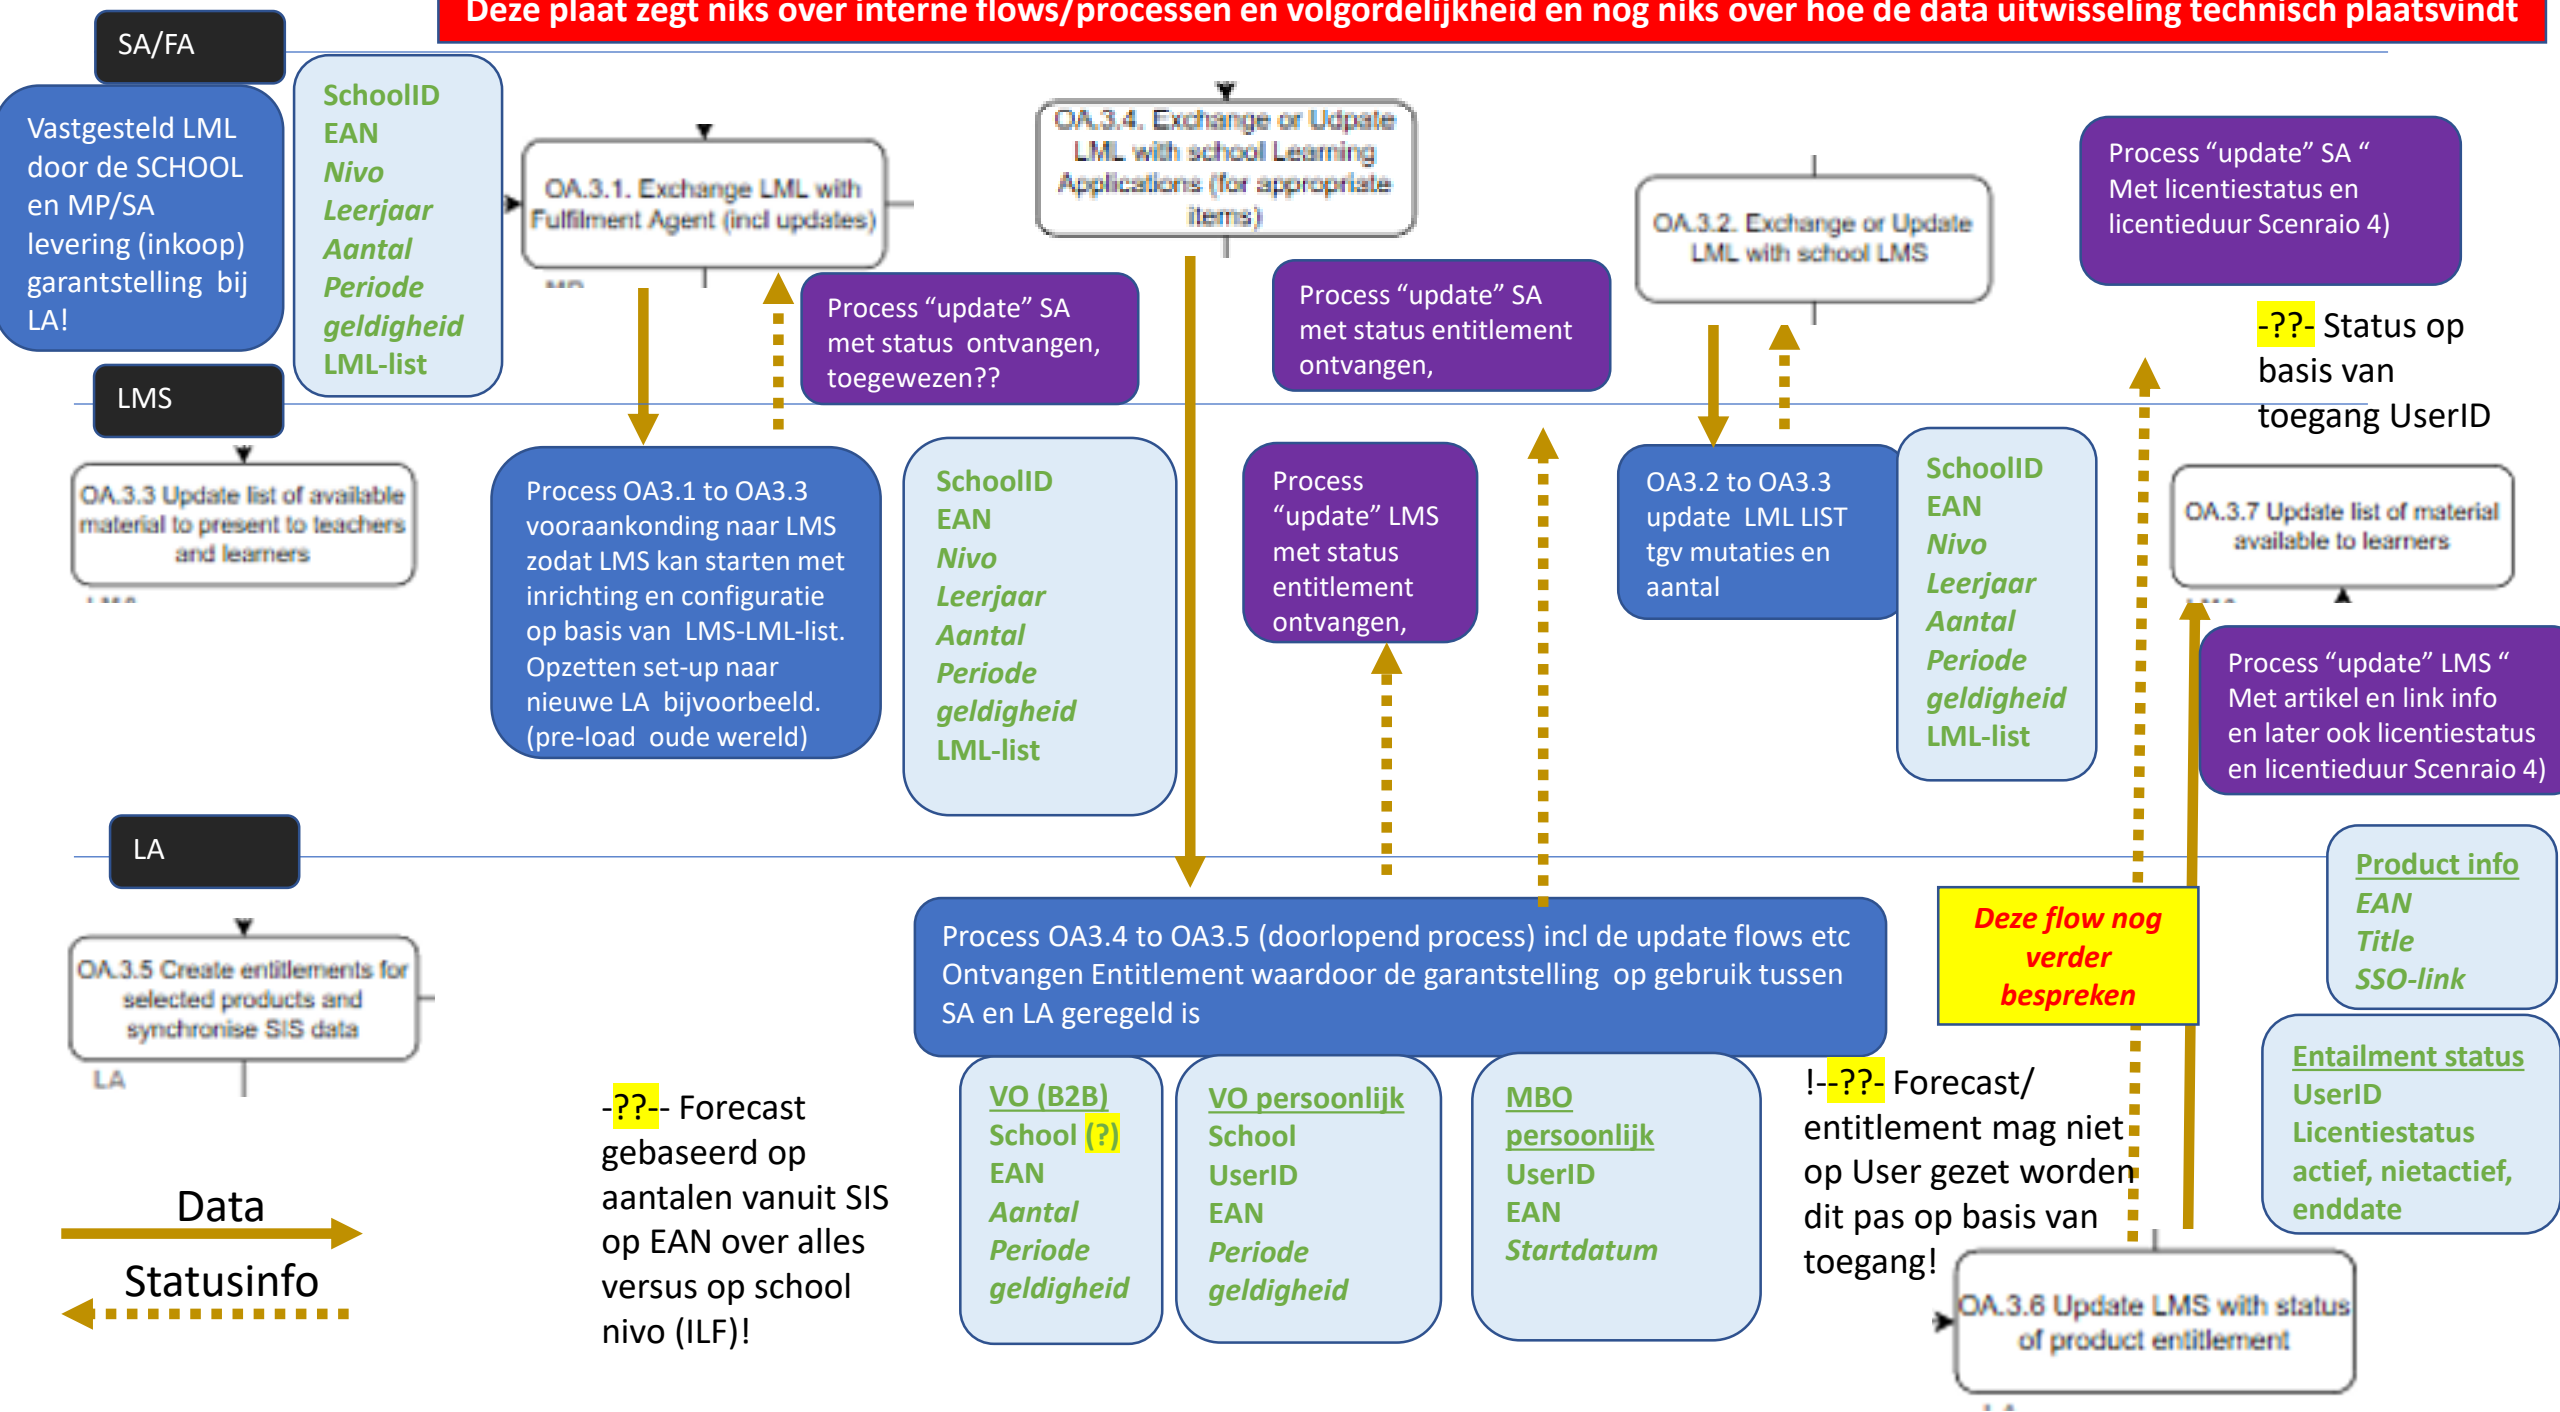 Deze plaat zegt niks over interne flows/processen en volgordelijkheid en nog niks over hoe de data uitwisseling technisch plaatsvindt
SA/FA
Vastgesteld LML
door de SCHOOL
en MP/SA
levering (inkoop)
garantstelling bij
LA!
SchoolID
EAN
Nivo
Leerjaar
Aantal
Periode
geldigheid
LML-list
OA.3.1. Exchange LML with
Fulfilment Agent (incl updates)
Process “update” SA
met status ontvangen,
toegewezen??
OA.3.4. Exchange or Udpate
LML with school Learning
Applications (for appropriate
items)
Process “update” SA
met status entitlement
ontvangen,
OA.3.2. Exchange or Update
LML with school LMS
Process “update” SA “
Met licentiestatus en
licentieduur Scenraio 4)
-??- Status op
basis van
toegang UserID
LMS
OA.3.3 Update list of available
material to present to teachers
and learners
Process OA3.1 to OA3.3
vooraankonding naar LMS
zodat LMS kan starten met
inrichting en configuratie
op basis van LMS-LML-list.
Opzetten set-up naar
nieuwe LA bijvoorbeeld.
(pre-load oude wereld)
SchoolID
EAN
Nivo
Leerjaar
Aantal
Periode
geldigheid
LML-list
Process
“update” LMS
met status
entitlement
ontvangen,
OA3.2 to OA3.3
update LML LIST
tgv mutaties en
aantal
SchoolID
EAN
Nivo
Leerjaar
Aantal
Periode
geldigheid
LML-list
OA.3.7 Update list of material
available to learners
Process “update” LMS “
Met artikel en link info
en later ook licentiestatus
en licentieduur Scenraio 4)
LA
OA.3.5 Create entitlements for
selected products and
synchronise SIS data
LA
Process OA3.4 to OA3.5 (doorlopend process) incl de update flows etc
Ontvangen Entitlement waardoor de garantstelling op gebruik tussen
SA en LA geregeld is
Deze flow nog
verder
bespreken
Product info
EAN
Title
SSO-link
Entailment status
UserID
Licentiestatus
actief, nietactief,
enddate
Data
Statusinfo
-??-- Forecast
gebaseerd op
aantalen vanuit SIS
op EAN over alles
versus op school
nivo (ILF)!
VO (B2B)
School (?)
EAN
Aantal
Periode
geldigheid
VO persoonlijk
School
UserID
EAN
Periode
geldigheid
MBO
persoonlijk
UserID
EAN
Startdatum
!--??- Forecast/
entitlement mag niet
op User gezet worden
dit pas op basis van
toegang!
OA.3.6 Update LMS with status
of product entitlement